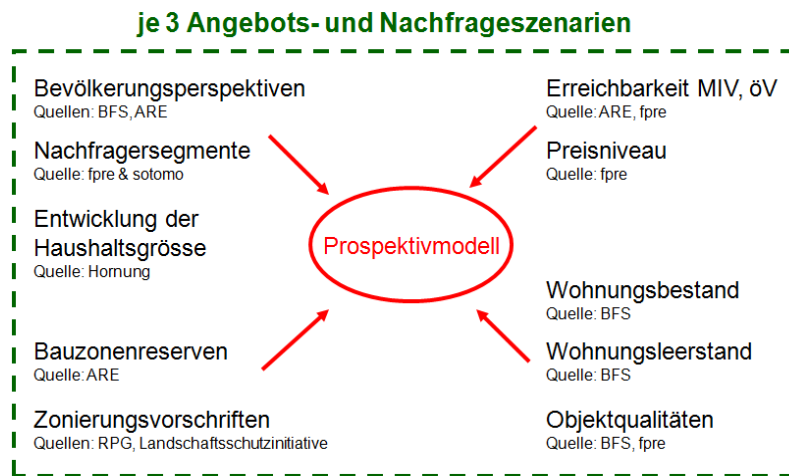 je 3 Angebots- und Nachfrageszenarien
Bevölkerungsperspektiven
Quellen: BFS, ARE
Nachfragersegmente
Quelle: fpre & sotomo
Entwicklung der
Haushaltsgrösse
Quelle: Hornung
Bauzonenreserven
Quelle: ARE
Zonierungsvorschriften
Quellen: RPG, Landschaftsschutzinitiative
Prospektivmodell
Erreichbarkeit MIV, öV
Quelle: ARE, fpre
Preisniveau
Quelle: fpre
Wohnungsbestand
Quelle: BFS
Wohnungsleerstand
Quelle: BFS
Objektqualitäten
Quelle: BFS, fpre